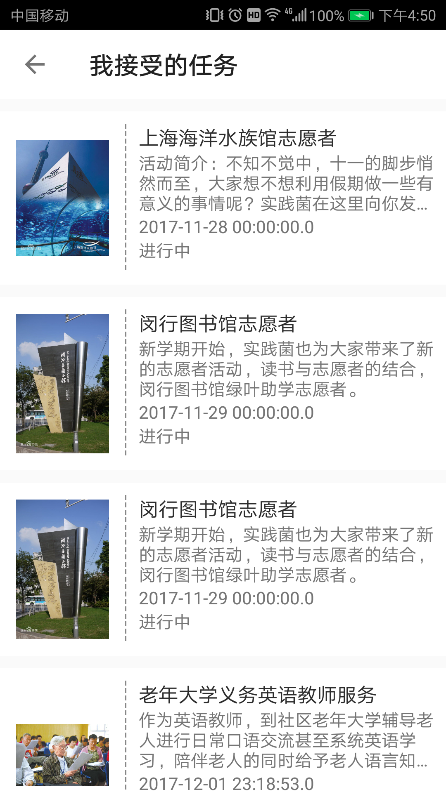 中国移动 HD 4G 100% 下午4:50
我接受的任务
上海海洋水族馆志愿者
活动简介：不知不觉中，十一的脚步悄
然而至，大家想不想利用假期做一些有
意义的事情呢？实践菌在这里向你发...
2017-11-28 00:00:00.0
进行中
闵行图书馆志愿者
新学期开始，实践菌也为大家带来了新
的志愿者活动，读书与志愿者的结合，
闵行图书馆绿叶助学志愿者。
2017-11-29 00:00:00.0
进行中
闵行图书馆志愿者
新学期开始，实践菌也为大家带来了新
的志愿者活动，读书与志愿者的结合，
闵行图书馆绿叶助学志愿者。
2017-11-29 00:00:00.0
进行中
老年大学义务英语教师服务
作为英语教师，到社区老年大学辅导老
人进行日常口语交流甚至系统英语学
习，陪伴老人的同时给予老人语言知...
2017-12-01 23:18:53.0